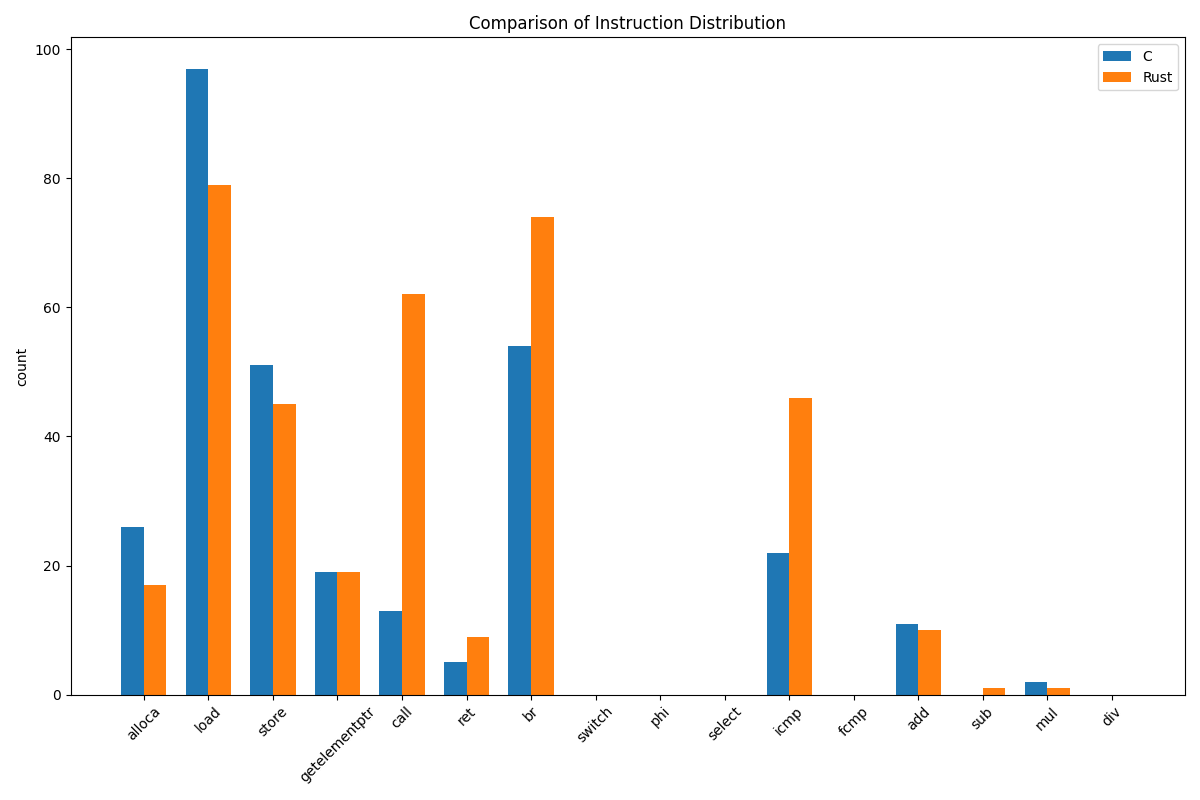 Comparison of Instruction Distribution
C
Rust
count
100
80
60
40
20
0
alloca
load
store
getelementptr
call
ret
br
switch
phi
select
icmp
fcmp
add
sub
mul
div